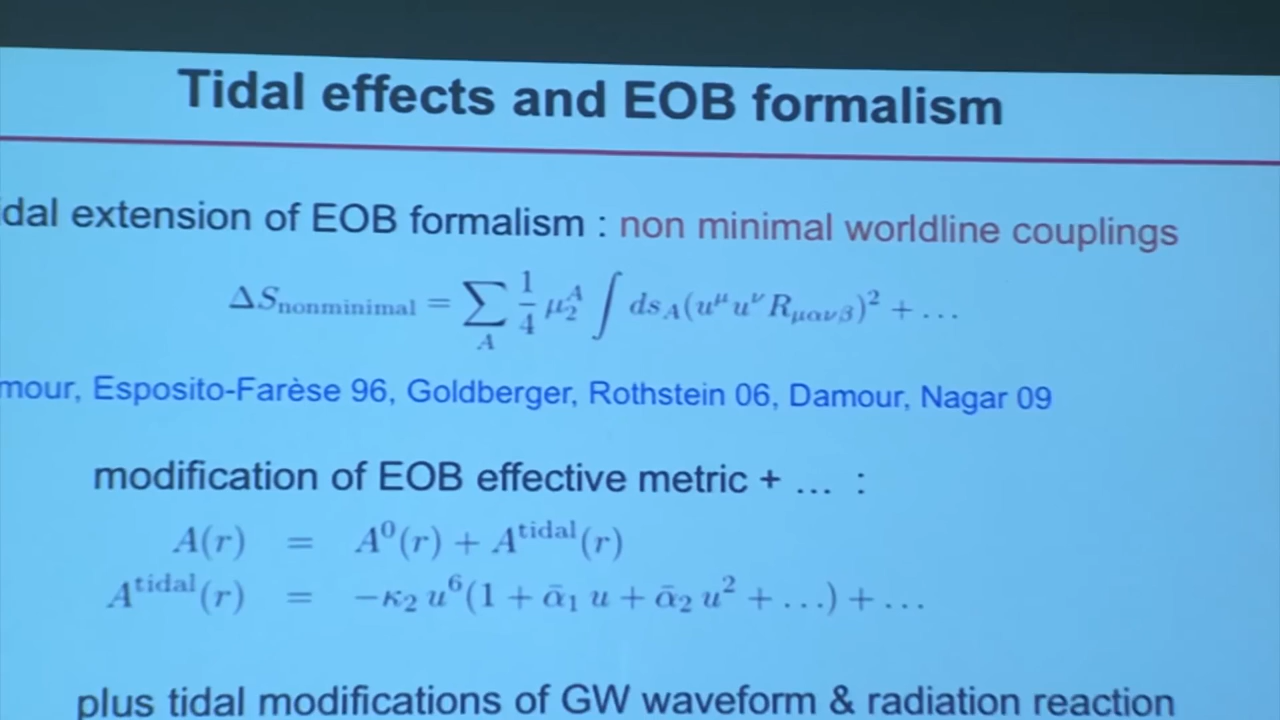 Tidal effects and EOB formalism
dal extension of EOB formalism : non minimal worldline couplings
ΔS_nonminimal = ∑_A 1/4 μ_2^A ∫ ds_A (u^μ u^ν R_μανβ)^2 + ...
mour, Esposito-Farèse 96, Goldberger, Rothstein 06, Damour, Nagar 09
modification of EOB effective metric + ... :
A(r) = A^0(r) + A^tidal(r)
A^tidal(r) = −κ_2 u^6 (1 + ᾱ_1 u + ᾱ_2 u^2 + ...) + ...
plus tidal modifications of GW waveform & radiation reaction